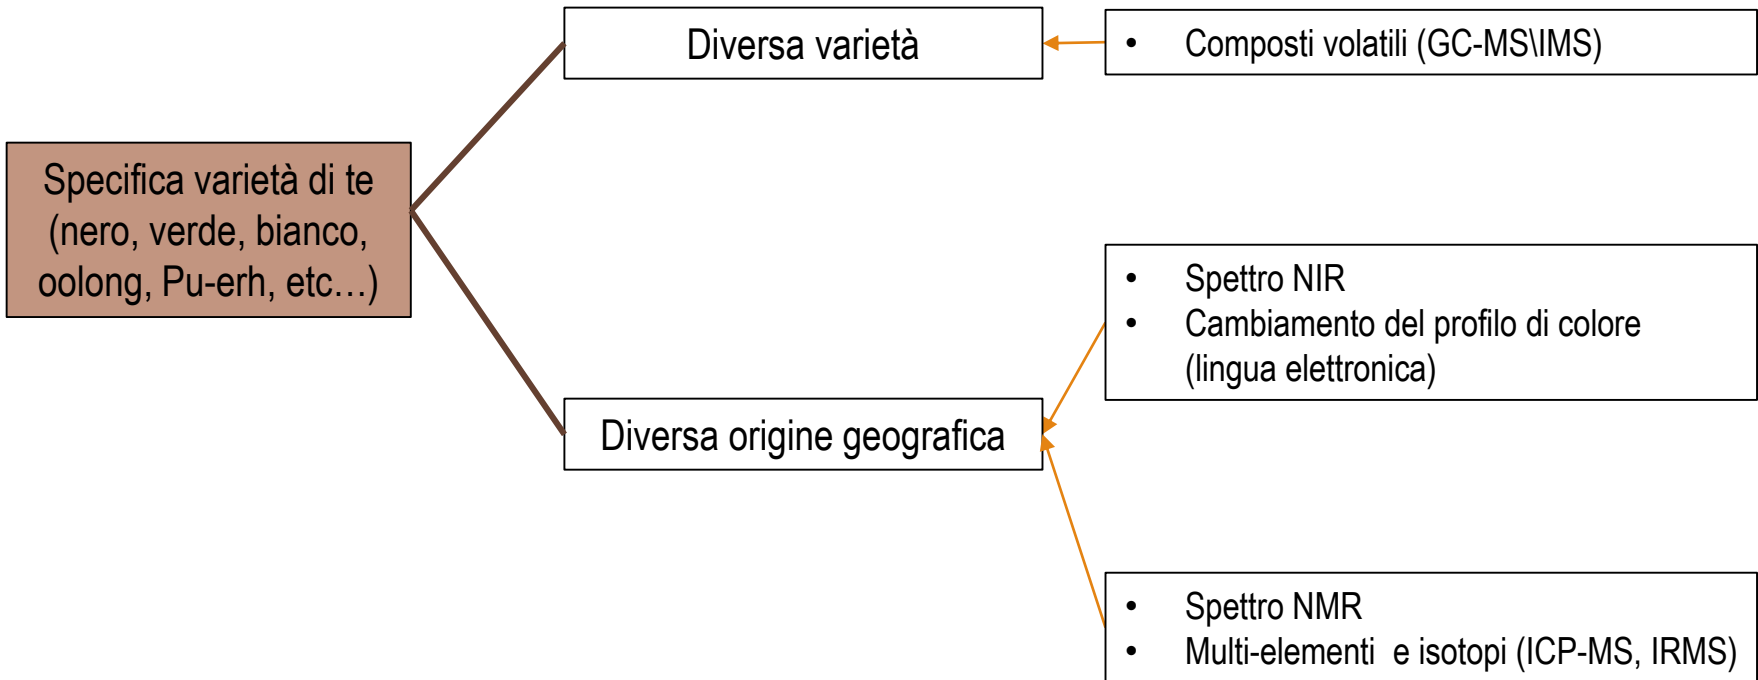 Diversa varietà
• Composti volatili (GC-MS\IMS)
Specifica varietà di te
(nero, verde, bianco,
oolong, Pu-erh, etc…)
• Spettro NIR
• Cambiamento del profilo di colore
(lingua elettronica)
Diversa origine geografica
• Spettro NMR
• Multi-elementi e isotopi (ICP-MS, IRMS)